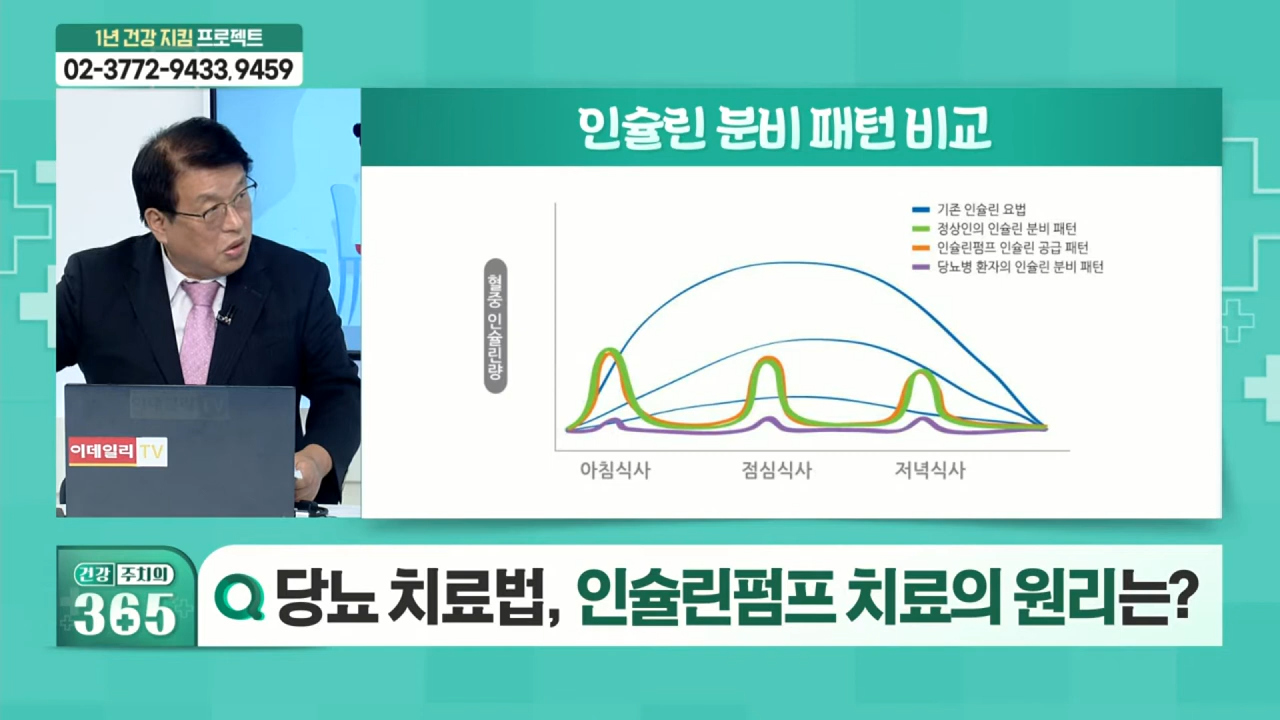 1년 건강 지킴 프로젝트
02-3772-9433, 9459
인슐린 분비 패턴 비교
기존 인슐린 요법
정상인의 인슐린 분비 패턴
인슐린펌프 인슐린 공급 패턴
당뇨병 환자의 인슐린 분비 패턴
혈중 인슐린량
아침식사 점심식사 저녁식사
이데일리TV
건강 주치의
365
Q 당뇨 치료법, 인슐린펌프 치료의 원리는?